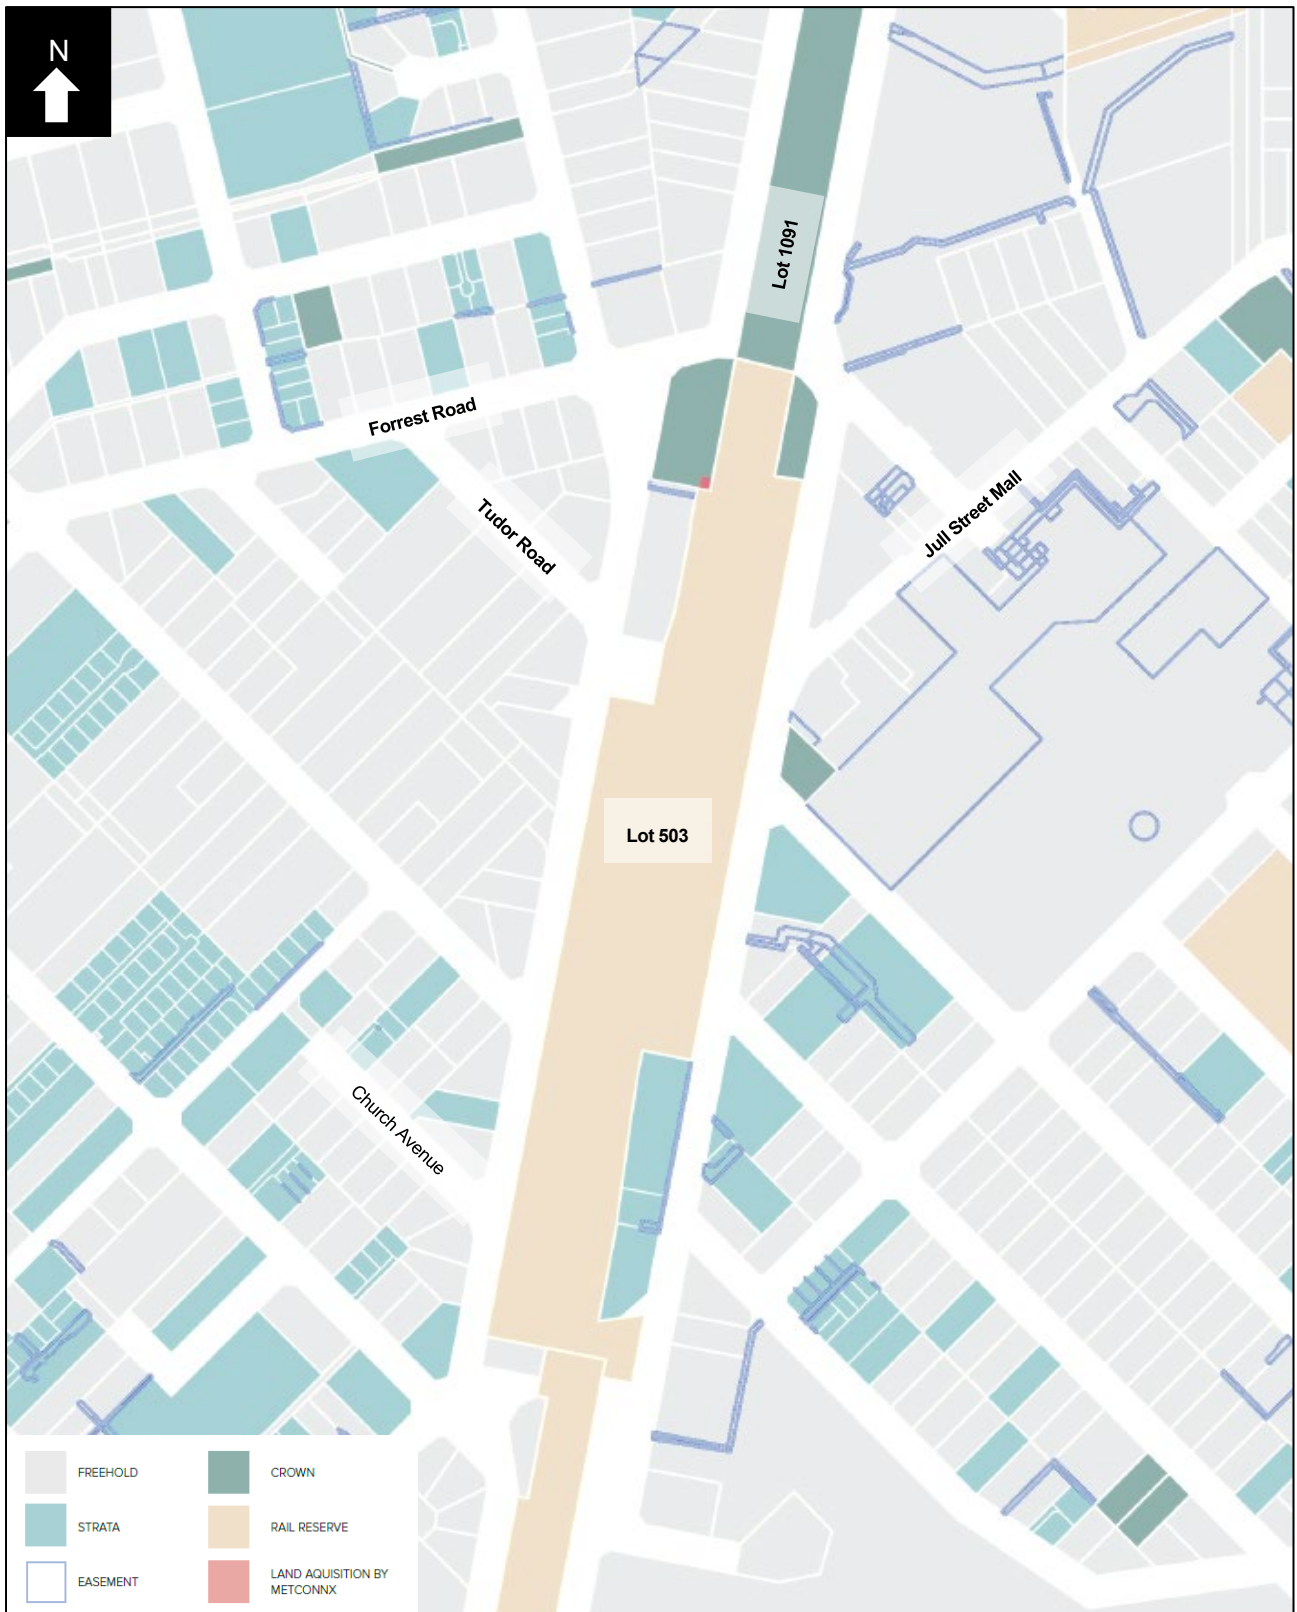 N
Lot 1091
Forrest Road
Tudor Road
Jull Street Mall
Lot 503
Church Avenue
FREEHOLD
CROWN
STRATA
RAIL RESERVE
EASEMENT
LAND AQUISITION BY
METCONNX